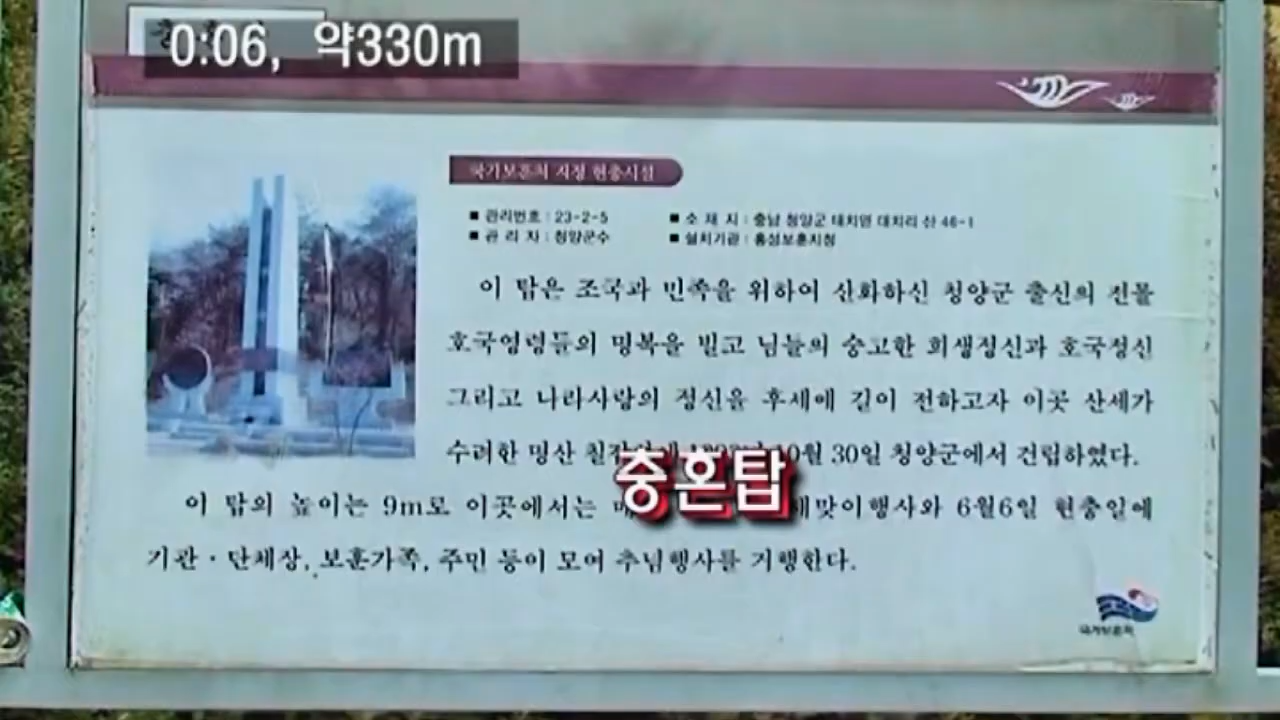 0:06, 약330m
국가보훈처 지정 현충시설
■ 관리번호 : 23-2-5
■ 소 재 지 : 충남 청양군 대치면 대치리 산 46-1
■ 관 리 자 : 청양군수
■ 설치기관 : 홍성보훈지청
이 탑은 조국과 민족을 위하여 산화하신 청양군 출신의 전몰
호국영령들의 명복을 빌고 님들의 숭고한 희생정신과 호국정신
그리고 나라사랑의 정신을 후세에 길이 전하고자 이곳 산세가
수려한 명산 10월 30일 청양군에서 건립하였다.
충혼탑
이 탑의 높이는 9m로 이곳에서는 6월6일 현충일에
기관·단체상, 보훈가족, 주민 등이 모여 추념행사를 거행한다.
국가보훈처